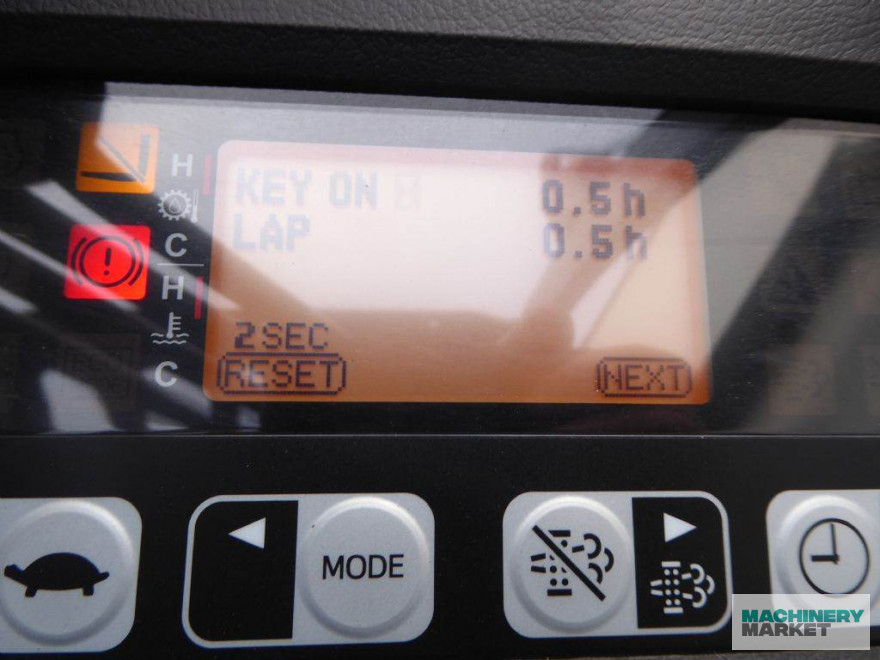 H
KEY ON 0.5h
C
LAP 0.5h
H
2SEC
C
RESET NEXT
MODE
MACHINERY
MARKET